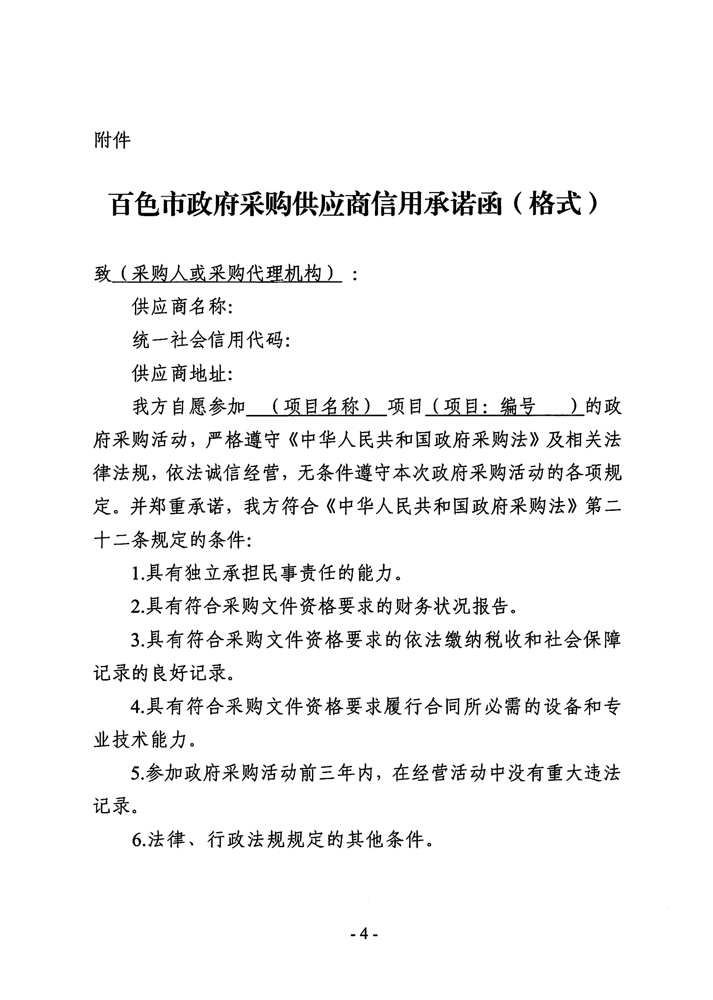 附件
百色市政府采购供应商信用承诺函（格式）
致（采购人或采购代理机构）：
供应商名称：
统一社会信用代码：
供应商地址：
我方自愿参加　（项目名称）项目（项目：编号　　）的政
府采购活动，严格遵守《中华人民共和国政府采购法》及相关法
律法规，依法诚信经营，无条件遵守本次政府采购活动的各项规
定。并郑重承诺，我方符合《中华人民共和国政府采购法》第二
十二条规定的条件：
1.具有独立承担民事责任的能力。
2.具有符合采购文件资格要求的财务状况报告。
3.具有符合采购文件资格要求的依法缴纳税收和社会保障
记录的良好记录。
4.具有符合采购文件资格要求履行合同所必需的设备和专
业技术能力。
5.参加政府采购活动前三年内，在经营活动中没有重大违法
记录。
6.法律、行政法规规定的其他条件。
- 4 -